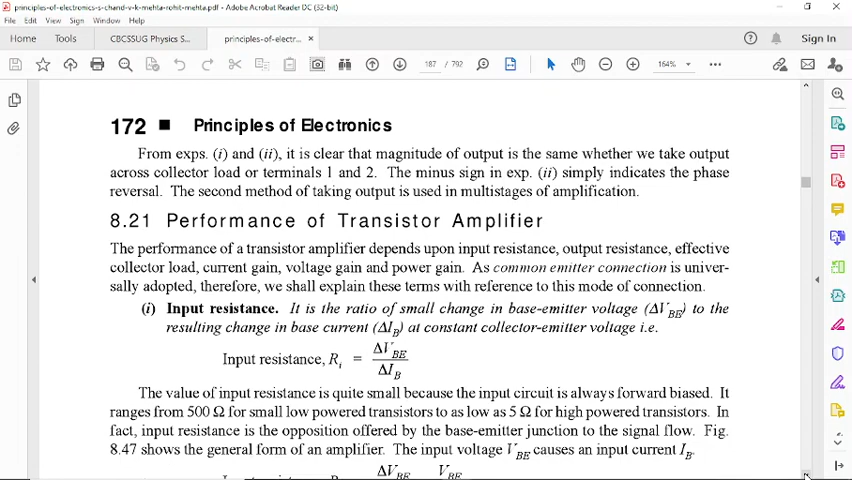 principles-of-electronics-s-chand-v-k-mehta-rohit-mehta.pdf - Adobe Acrobat Reader DC (32-bit)
File Edit View Sign Window Help
Home Tools CBCSSUG Physics S... principles-of-electr... × Sign In
187 / 792 164%
172 ■ Principles of Electronics
From exps. (i) and (ii), it is clear that magnitude of output is the same whether we take output
across collector load or terminals 1 and 2. The minus sign in exp. (ii) simply indicates the phase
reversal. The second method of taking output is used in multistages of amplification.
8.21 Performance of Transistor Amplifier
The performance of a transistor amplifier depends upon input resistance, output resistance, effective
collector load, current gain, voltage gain and power gain. As common emitter connection is univer-
sally adopted, therefore, we shall explain these terms with reference to this mode of connection.
(i) Input resistance. It is the ratio of small change in base-emitter voltage (ΔVBE) to the
resulting change in base current (ΔIB) at constant collector-emitter voltage i.e.
Input resistance, Ri = ΔVBE / ΔIB
The value of input resistance is quite small because the input circuit is always forward biased. It
ranges from 500 Ω for small low powered transistors to as low as 5 Ω for high powered transistors. In
fact, input resistance is the opposition offered by the base-emitter junction to the signal flow. Fig.
8.47 shows the general form of an amplifier. The input voltage VBE causes an input current IB.
ΔVBE VBE